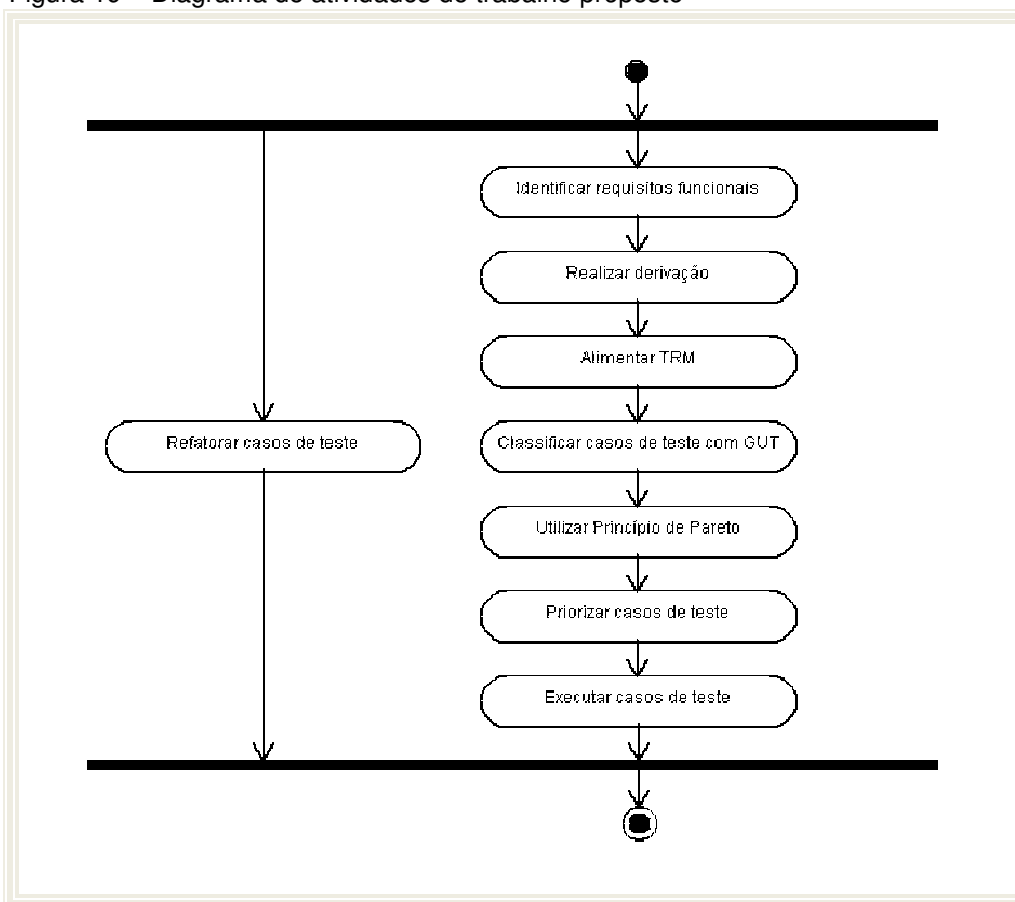 Figura 10 – Diagrama de atividades do trabalho proposto
Identificar requisitos funcionais
Realizar derivação
Alimentar TRM
Refatorar casos de teste
Classificar casos de teste com GUT
Utilizar Princípio de Pareto
Priorizar casos de teste
Executar casos de teste